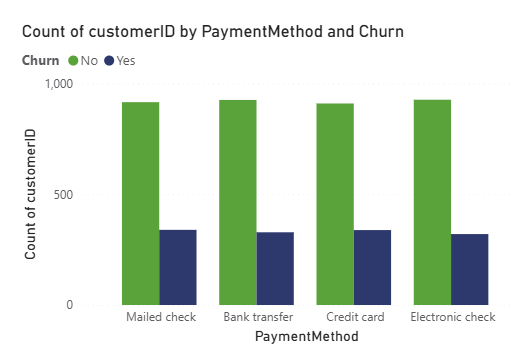 Count of customerID by PaymentMethod and Churn
Churn No Yes
1,000
500
0
Count of customerID
Mailed check Bank transfer Credit card Electronic check
PaymentMethod